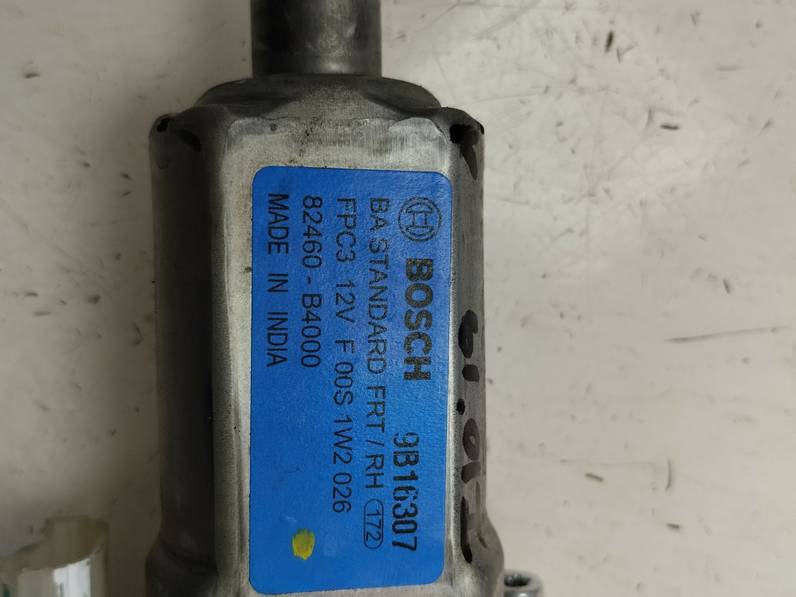 BOSCH 9B16307
BA STANDARD FRT / RH 172
FPC3 12V F 00S 1W2 026
82460 - B4000
MADE IN INDIA